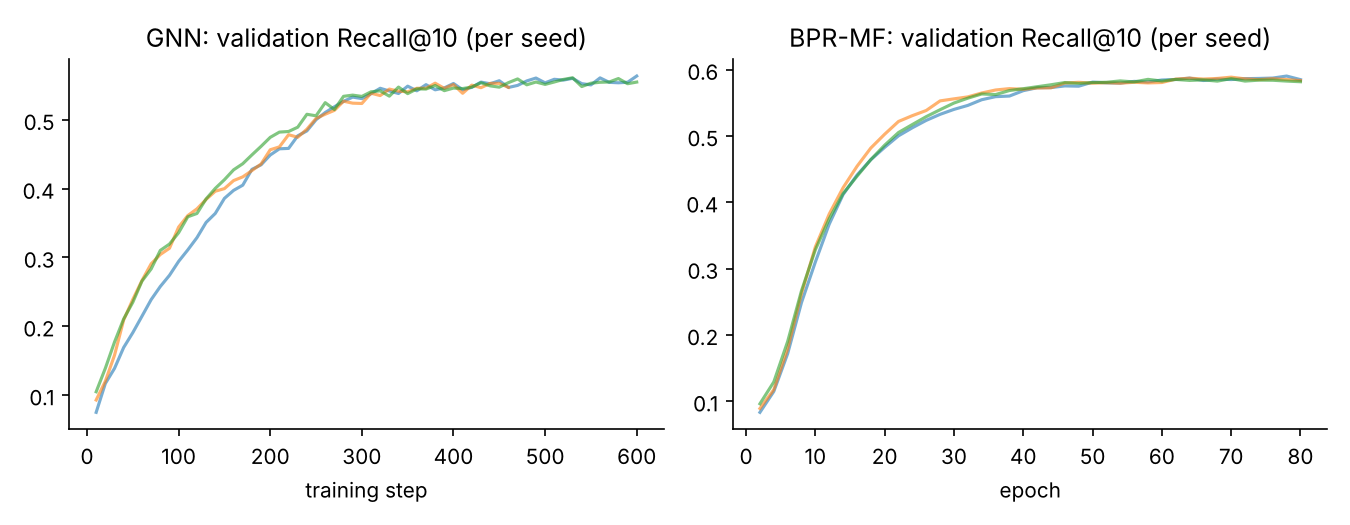 GNN: validation Recall@10 (per seed)
0.5
0.4
0.3
0.2
0.1
0 100 200 300 400 500 600
training step
BPR-MF: validation Recall@10 (per seed)
0.6
0.5
0.4
0.3
0.2
0.1
0 10 20 30 40 50 60 70 80
epoch